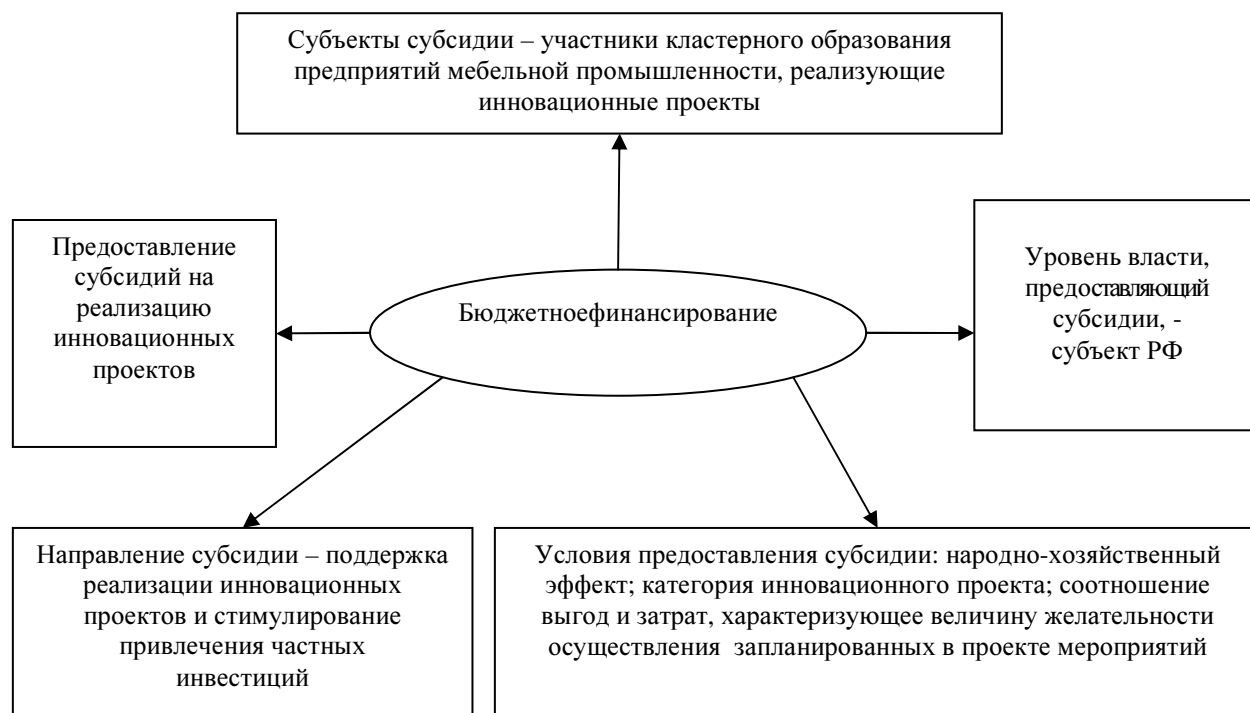 Субъекты субсидии – участники кластерного образования
предприятий мебельной промышленности, реализующие
инновационные проекты
Предоставление
субсидий на
реализацию
инновационных
проектов
Бюджетноефинансирование
Уровень власти,
предоставляющий
субсидии, -
субъект РФ
Направление субсидии – поддержка
реализации инновационных
проектов и стимулирование
привлечения частных
инвестиций
Условия предоставления субсидии: народно-хозяйственный
эффект; категория инновационного проекта; соотношение
выгод и затрат, характеризующее величину желательности
осуществления запланированных в проекте мероприятий